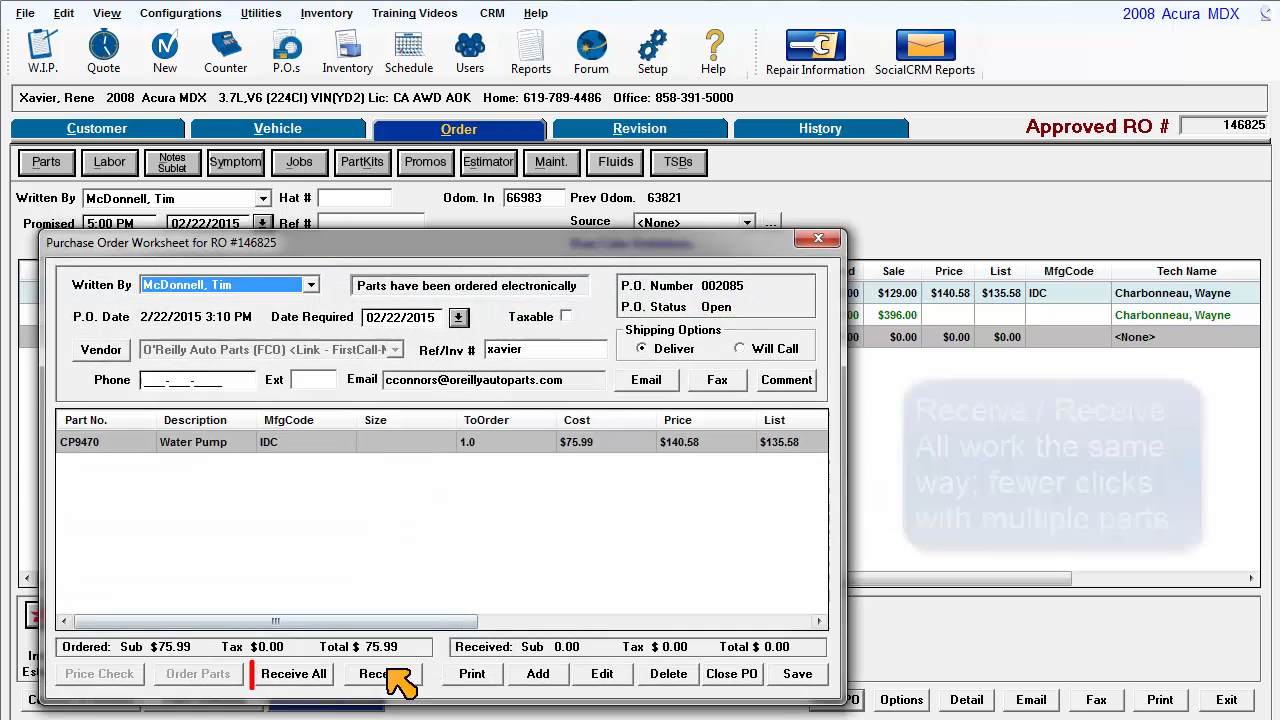 File Edit View Configurations Utilities Inventory Training Videos CRM Help 2008 Acura MDX
W.I.P. Quote New Counter P.O.s Inventory Schedule Users Reports Forum Setup Help Repair Information SocialCRM Reports
Xavier, Rene 2008 Acura MDX 3.7L,V6 (224CI) VIN(YD2) Lic: CA AWD AOK Home: 619-789-4486 Office: 858-391-5000
Customer Vehicle Order Revision History Approved RO # 146825
Parts Labor Notes Sublet Symptom Jobs PartKits Promos Estimator Maint. Fluids TSBs
Written By McDonnell, Tim Hat # Odom. In 66983 Prev Odom. 63821
Promised 5:00 PM 02/22/2015 Ref # Source <None> ...
Purchase Order Worksheet for RO #146825
Sale Price List MfgCode Tech Name
$129.00 $140.58 $135.58 IDC Charbonneau, Wayne
$396.00 Charbonneau, Wayne
$0.00 $0.00 $0.00 <None>
Written By McDonnell, Tim Parts have been ordered electronically P.O. Number 002085
P.O. Status Open
P.O. Date 2/22/2015 3:10 PM Date Required 02/22/2015 Taxable
Shipping Options
Vendor O'Reilly Auto Parts (FCO) <Link - FirstCall- Ref/Inv # xavier Deliver Will Call
Phone ___-___-____ Ext Email cconnors@oreillyautoparts.com Email Fax Comment
Part No. Description MfgCode Size ToOrder Cost Price List
CP9470 Water Pump IDC 1.0 $75.99 $140.58 $135.58
Receive / Receive
All work the same
way; fewer clicks
with multiple parts
Ordered: Sub $75.99 Tax $0.00 Total $ 75.99 Received: Sub 0.00 Tax $ 0.00 Total $ 0.00
Price Check Order Parts Receive All Print Add Edit Delete Close PO Save
Options Detail Email Fax Print Exit